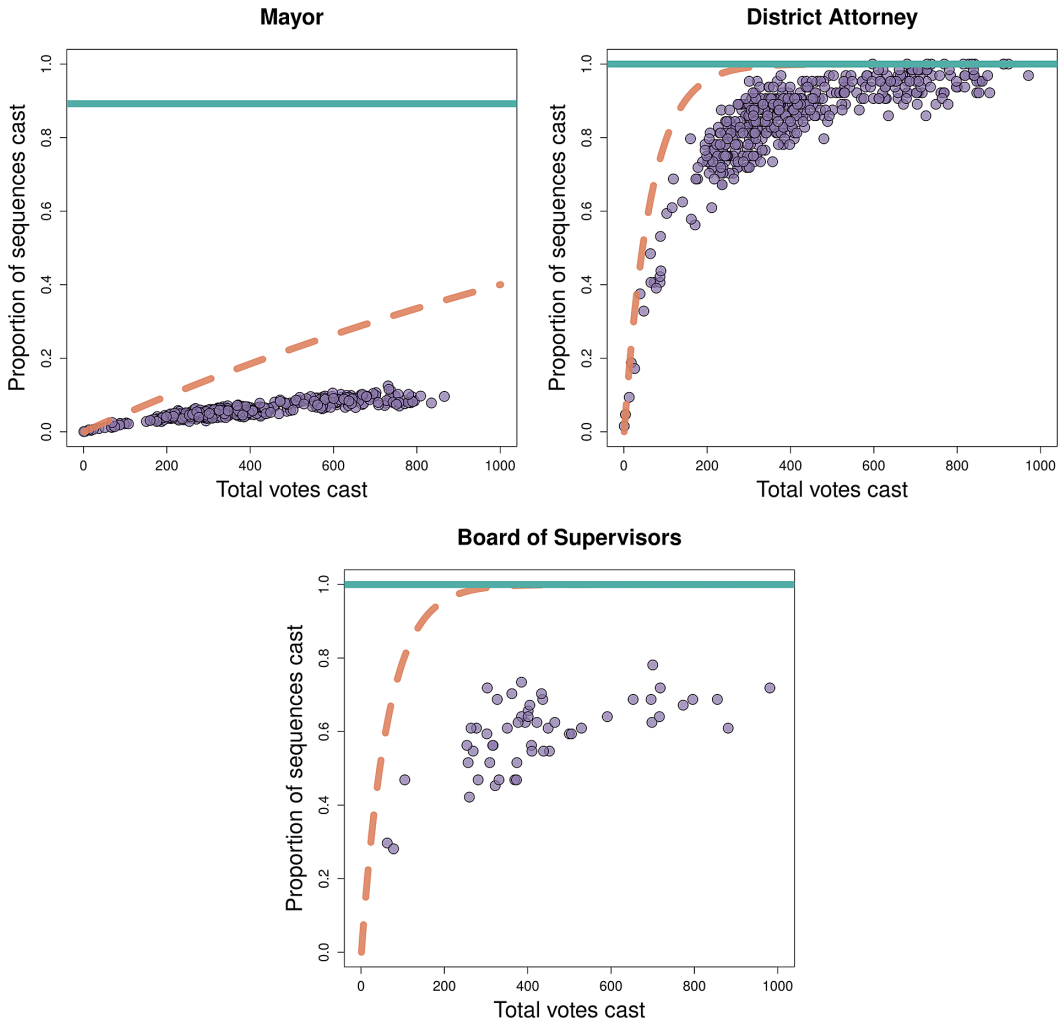 Mayor
Proportion of sequences cast
1.0
0.8
0.6
0.4
0.2
0.0
0 200 400 600 800 1000
Total votes cast
District Attorney
Proportion of sequences cast
1.0
0.8
0.6
0.4
0.2
0.0
0 200 400 600 800 1000
Total votes cast
Board of Supervisors
Proportion of sequences cast
1.0
0.8
0.6
0.4
0.2
0.0
0 200 400 600 800 1000
Total votes cast